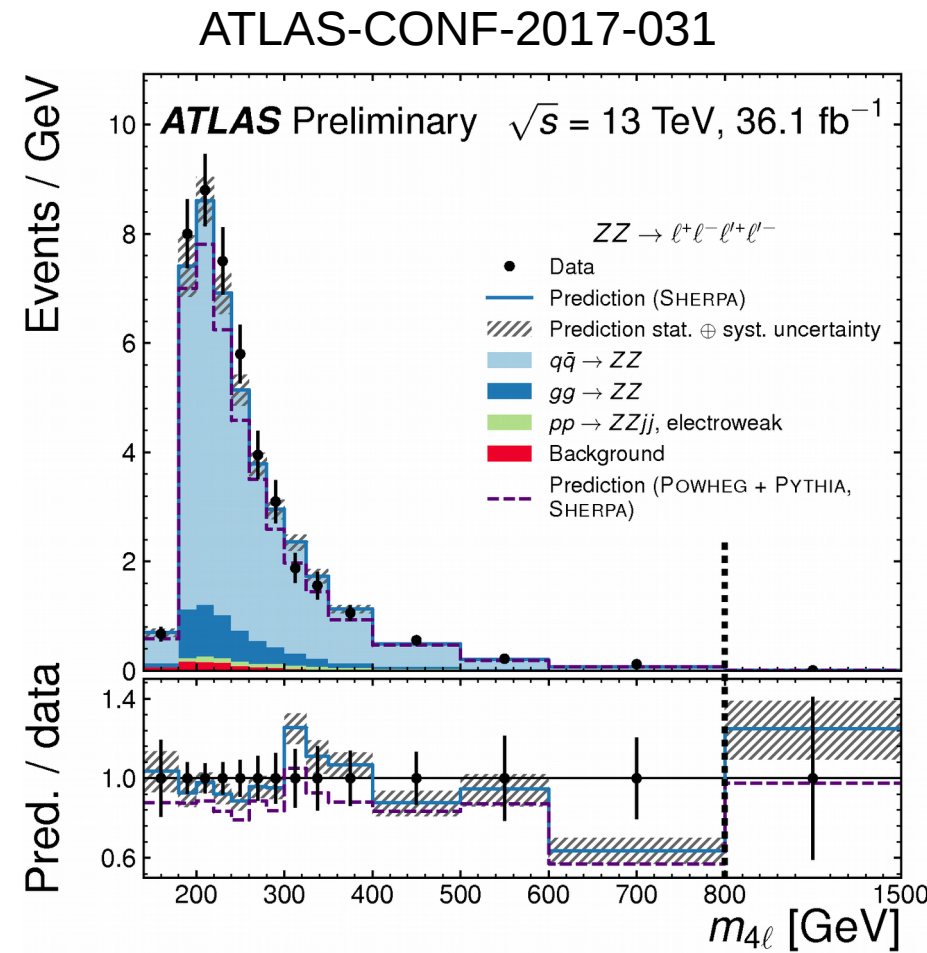 ATLAS-CONF-2017-031
ATLAS Preliminary √s = 13 TeV, 36.1 fb⁻¹
Events / GeV
10
8
6
4
2
0
ZZ → ℓ⁺ℓ⁻ℓ′⁺ℓ′⁻
Data
Prediction (SHERPA)
Prediction stat. ⊕ syst. uncertainty
qq̄ → ZZ
gg → ZZ
pp → ZZjj, electroweak
Background
Prediction (POWHEG + PYTHIA,
SHERPA)
Pred. / data
1.4
1.0
0.6
200 300 400 500 600 700 800 1500
m₄ℓ [GeV]